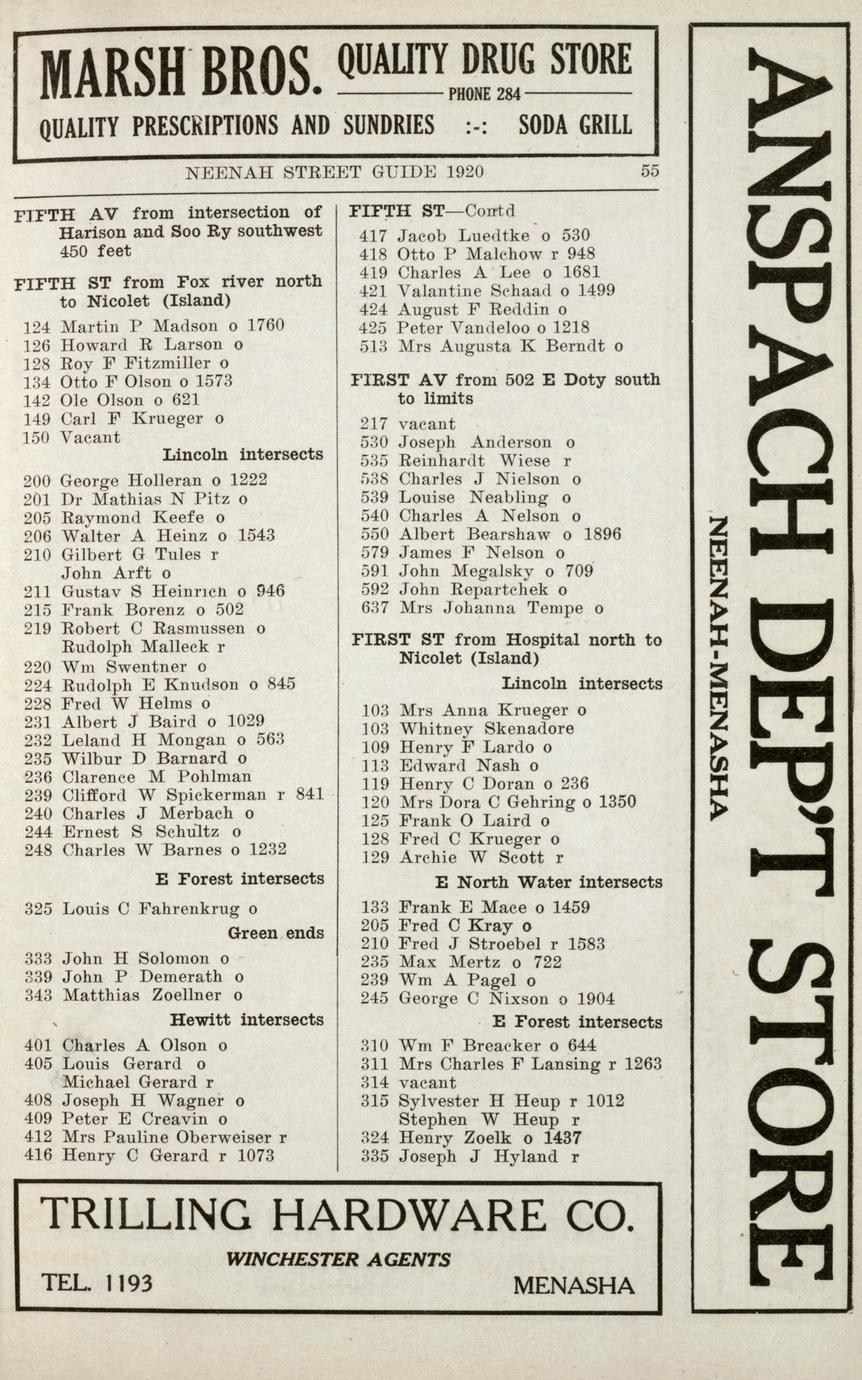 MARSH BROS. QUALITY DRUG STORE
PHONE 284
QUALITY PRESCRIPTIONS AND SUNDRIES :-: SODA GRILL
NEENAH STREET GUIDE 1920 55
FIFTH AV from intersection of
Harison and Soo Ry southwest
450 feet
FIFTH ST from Fox river north
to Nicolet (Island)
124 Martin P Madson o 1760
126 Howard R Larson o
128 Roy F Fitzmiller o
134 Otto F Olson o 1573
142 Ole Olson o 621
149 Carl F Krueger o
150 Vacant
Lincoln intersects
200 George Holleran o 1222
201 Dr Mathias N Pitz o
205 Raymond Keefe o
206 Walter A Heinz o 1543
210 Gilbert G Tules r
John Arft o
211 Gustav S Heinrich o 946
215 Frank Borenz o 502
219 Robert C Rasmussen o
Rudolph Malleck r
220 Wm Swentner o
224 Rudolph E Knudson o 845
228 Fred W Helms o
231 Albert J Baird o 1029
232 Leland H Mongan o 563
235 Wilbur D Barnard o
236 Clarence M Pohlman
239 Clifford W Spickerman r 841
240 Charles J Merbach o
244 Ernest S Schultz o
248 Charles W Barnes o 1232
E Forest intersects
325 Louis C Fahrenkrug o
Green ends
333 John H Solomon o
339 John P Demerath o
343 Matthias Zoellner o
Hewitt intersects
401 Charles A Olson o
405 Louis Gerard o
Michael Gerard r
408 Joseph H Wagner o
409 Peter E Creavin o
412 Mrs Pauline Oberweiser r
416 Henry C Gerard r 1073
FIFTH ST—Contd
417 Jacob Luedtke o 530
418 Otto P Malchow r 948
419 Charles A Lee o 1681
421 Valantine Schaad o 1499
424 August F Reddin o
425 Peter Vandeloo o 1218
513 Mrs Augusta K Berndt o
FIRST AV from 502 E Doty south
to limits
217 vacant
530 Joseph Anderson o
535 Reinhardt Wiese r
538 Charles J Nielson o
539 Louise Neabling o
540 Charles A Nelson o
550 Albert Bearshaw o 1896
579 James F Nelson o
591 John Megalsky o 709
592 John Repartchek o
637 Mrs Johanna Tempe o
FIRST ST from Hospital north to
Nicolet (Island)
Lincoln intersects
103 Mrs Anna Krueger o
103 Whitney Skenadore
109 Henry F Lardo o
113 Edward Nash o
119 Henry C Doran o 236
120 Mrs Dora C Gehring o 1350
125 Frank O Laird o
128 Fred C Krueger o
129 Archie W Scott r
E North Water intersects
133 Frank E Mace o 1459
205 Fred C Kray o
210 Fred J Stroebel r 1583
235 Max Mertz o 722
239 Wm A Pagel o
245 George C Nixson o 1904
E Forest intersects
310 Wm F Breacker o 644
311 Mrs Charles F Lansing r 1263
314 vacant
315 Sylvester H Heup r 1012
Stephen W Heup r
324 Henry Zoelk o 1437
335 Joseph J Hyland r
TRILLING HARDWARE CO.
WINCHESTER AGENTS
TEL. 1193 MENASHA
ANSPACH DEP'T STORE
NEENAH-MENASHA